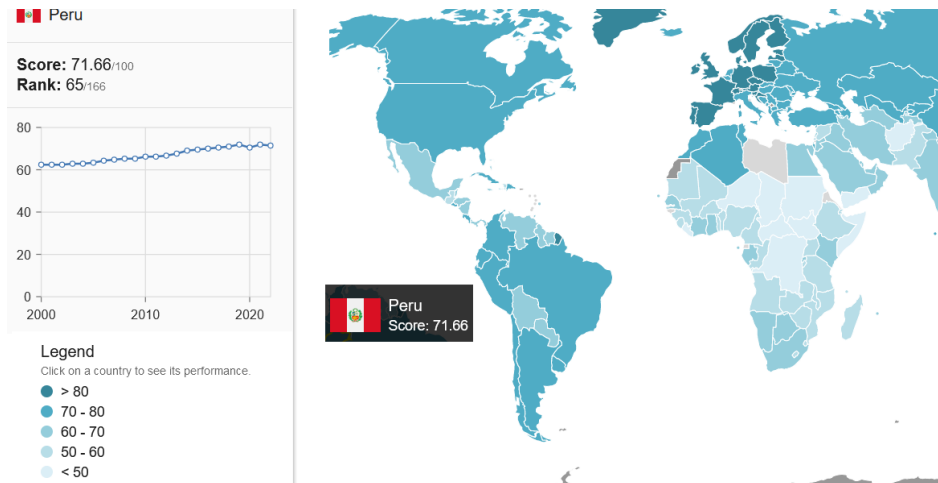 Peru
Score: 71.66/100
Rank: 65/166
80
60
40
20
0
2000
2010
2020
Peru
Score: 71.66
Legend
Click on a country to see its performance.
> 80
70 - 80
60 - 70
50 - 60
< 50